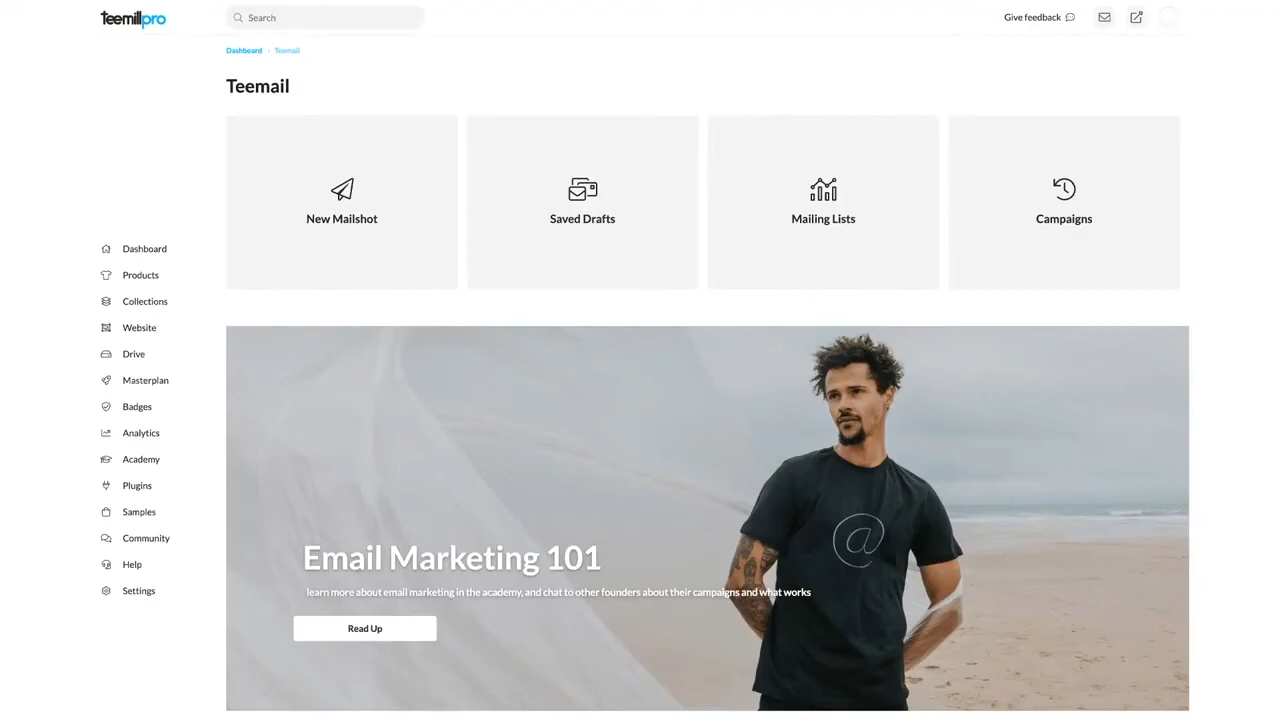 teemillpro
Search
Give feedback
Dashboard › Teemail
Teemail
New Mailshot
Saved Drafts
Mailing Lists
Campaigns
Dashboard
Products
Collections
Website
Drive
Masterplan
Badges
Analytics
Academy
Plugins
Samples
Community
Help
Settings
@
Email Marketing 101
learn more about email marketing in the academy, and chat to other founders about their campaigns and what works
Read Up